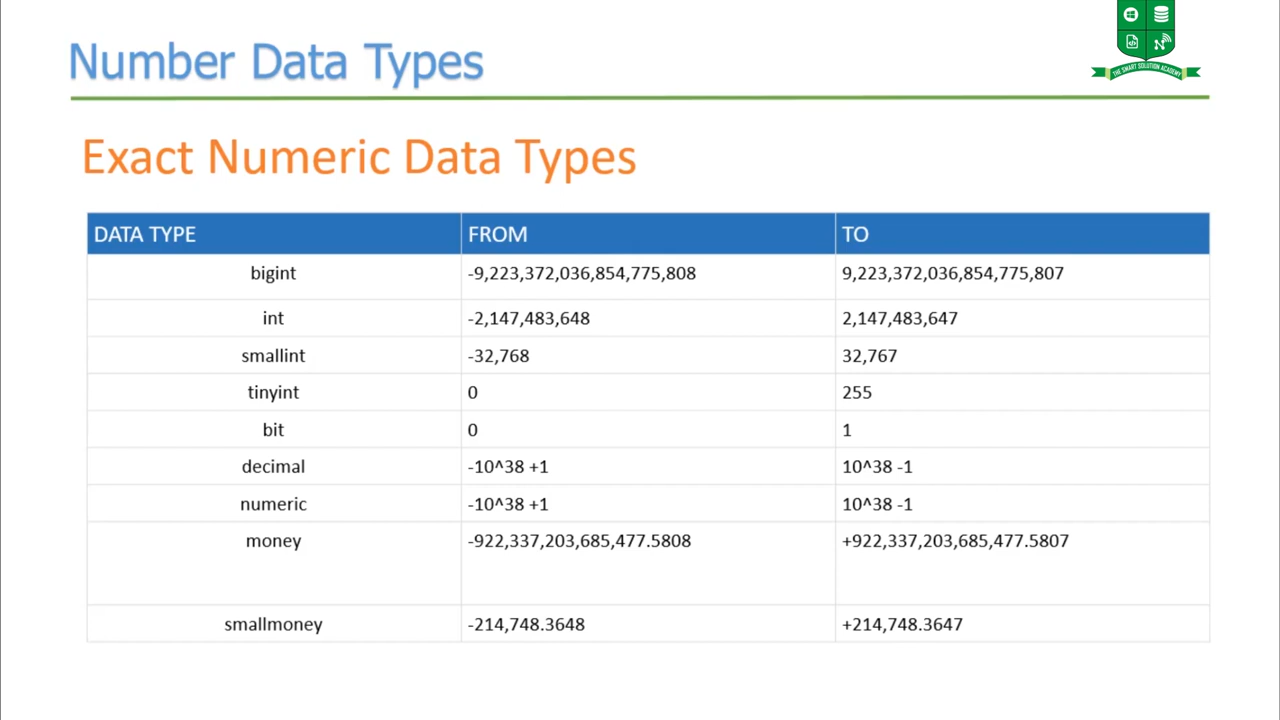 THE SMART SOLUTION ACADEMY
Number Data Types
Exact Numeric Data Types
DATA TYPE FROM TO
bigint -9,223,372,036,854,775,808 9,223,372,036,854,775,807
int -2,147,483,648 2,147,483,647
smallint -32,768 32,767
tinyint 0 255
bit 0 1
decimal -10^38 +1 10^38 -1
numeric -10^38 +1 10^38 -1
money -922,337,203,685,477.5808 +922,337,203,685,477.5807
smallmoney -214,748.3648 +214,748.3647